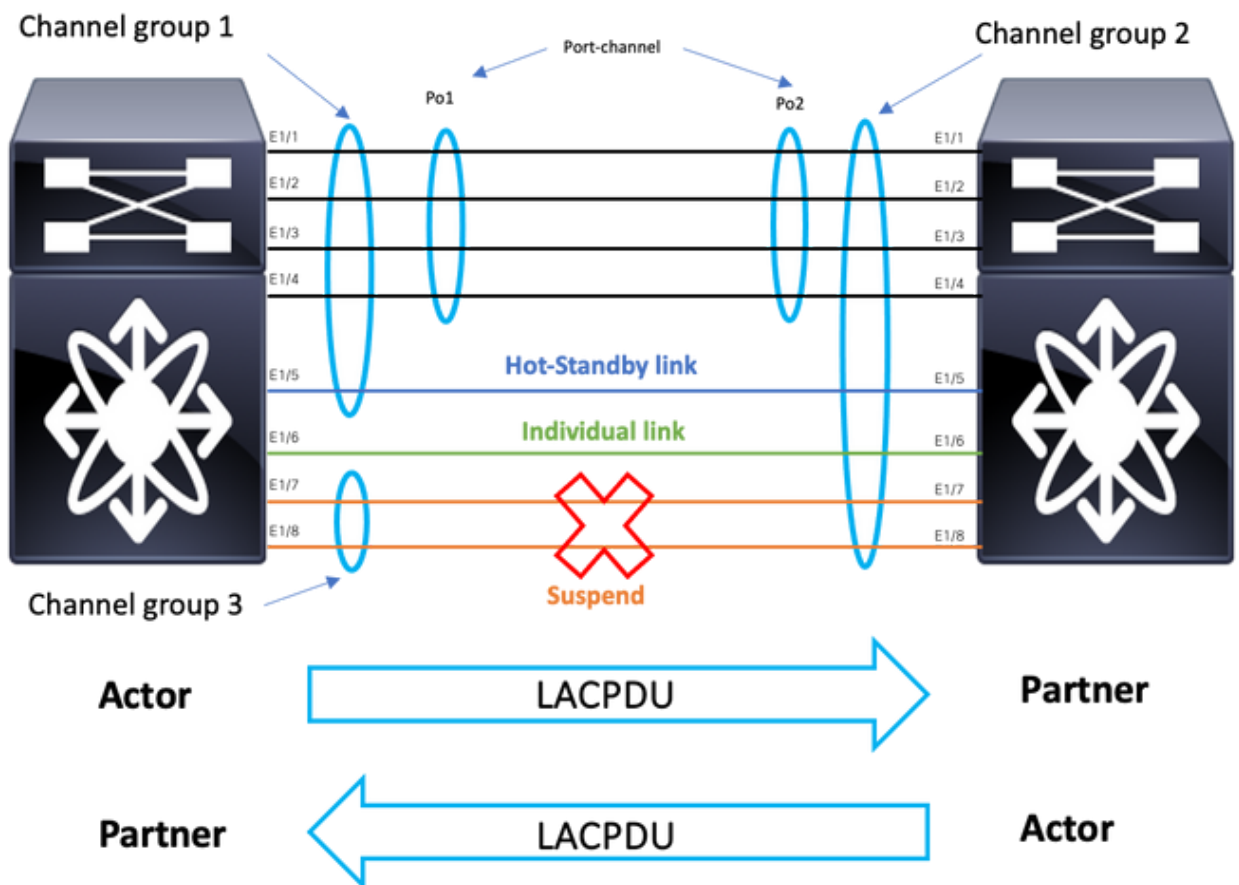 Channel group 1
Port-channel
Channel group 2
Po1
Po2
E1/1
E1/1
E1/2
E1/2
E1/3
E1/3
E1/4
E1/4
Hot-Standby link
E1/5
E1/5
Individual link
E1/6
E1/6
E1/7
E1/7
E1/8
E1/8
Suspend
Channel group 3
Actor
LACPDU
Partner
Partner
LACPDU
Actor